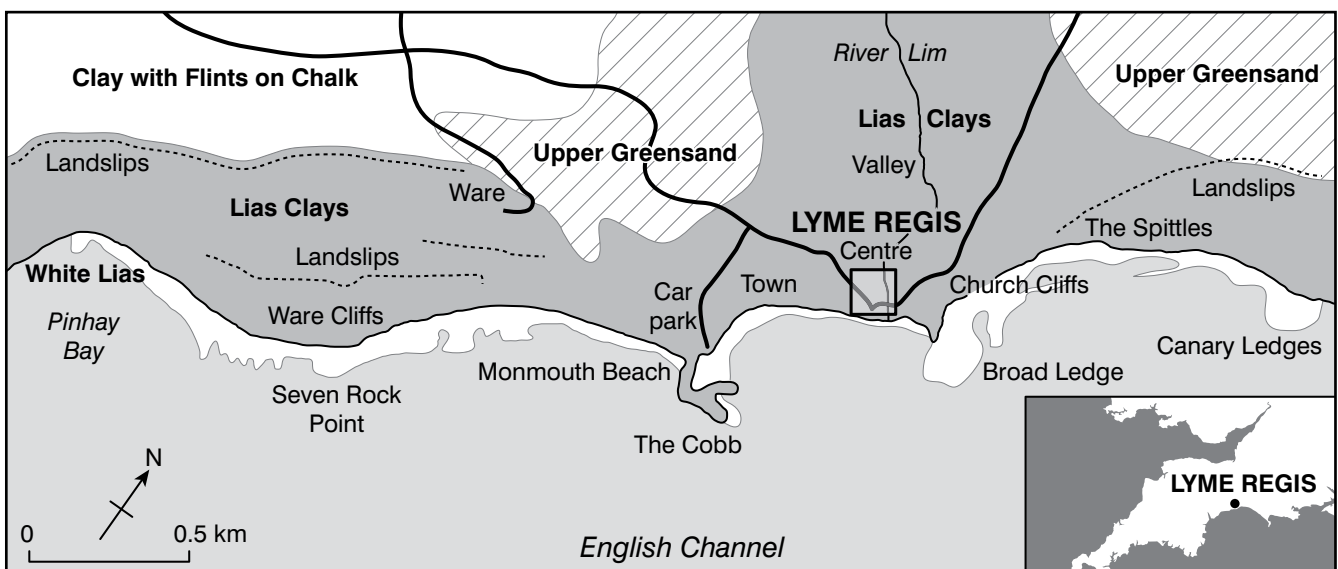 River Lim
Clay with Flints on Chalk
Upper Greensand
Lias Clays
Upper Greensand
Landslips
Valley
Ware
Landslips
Lias Clays
LYME REGIS
The Spittles
Centre
Landslips
White Lias
Car
park
Town
Church Cliffs
Ware Cliffs
Pinhay
Bay
Monmouth Beach
Broad Ledge
Canary Ledges
Seven Rock
Point
The Cobb
N
LYME REGIS
0 0.5 km
English Channel